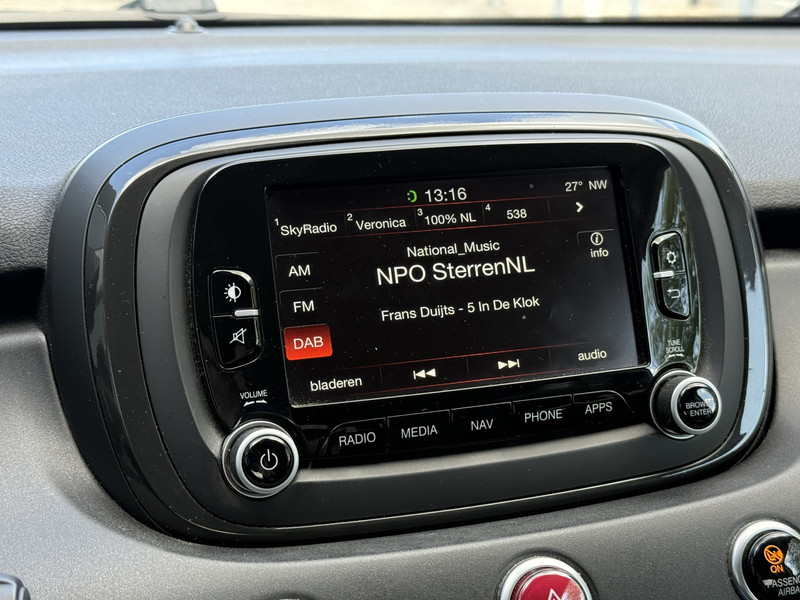 13:16
27° NW
1 SkyRadio 2 Veronica 3 100% NL 4 538
National_Music
info
AM
NPO SterrenNL
FM
Frans Duijts - 5 In De Klok
DAB
bladeren
audio
VOLUME
TUNE
SCROLL
BROWSE
ENTER
RADIO
MEDIA
NAV
PHONE
APPS
ON